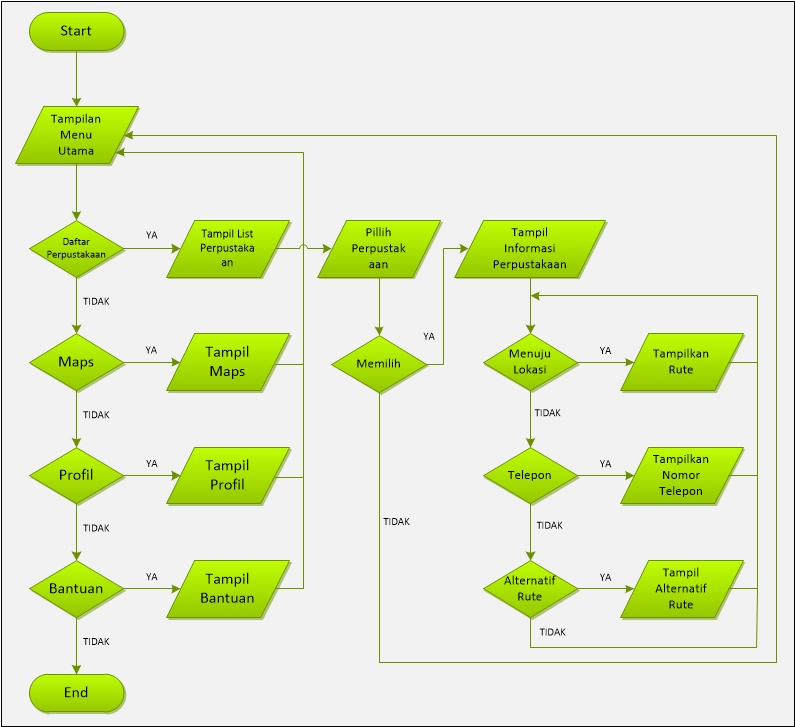 Start
Tampilan
Menu
Utama
Daftar
Perpustakaan
YA
Tampil List
Perpustaka
an
Pillih
Perpustak
aan
Tampil
Informasi
Perpustakaan
TIDAK
Maps
YA
Tampil
Maps
Memilih
YA
Menuju
Lokasi
YA
Tampilkan
Rute
TIDAK
TIDAK
Profil
YA
Tampil
Profil
Telepon
YA
Tampilkan
Nomor
Telepon
TIDAK
TIDAK
TIDAK
Bantuan
YA
Tampil
Bantuan
Alternatif
Rute
YA
Tampil
Alternatif
Rute
TIDAK
TIDAK
End